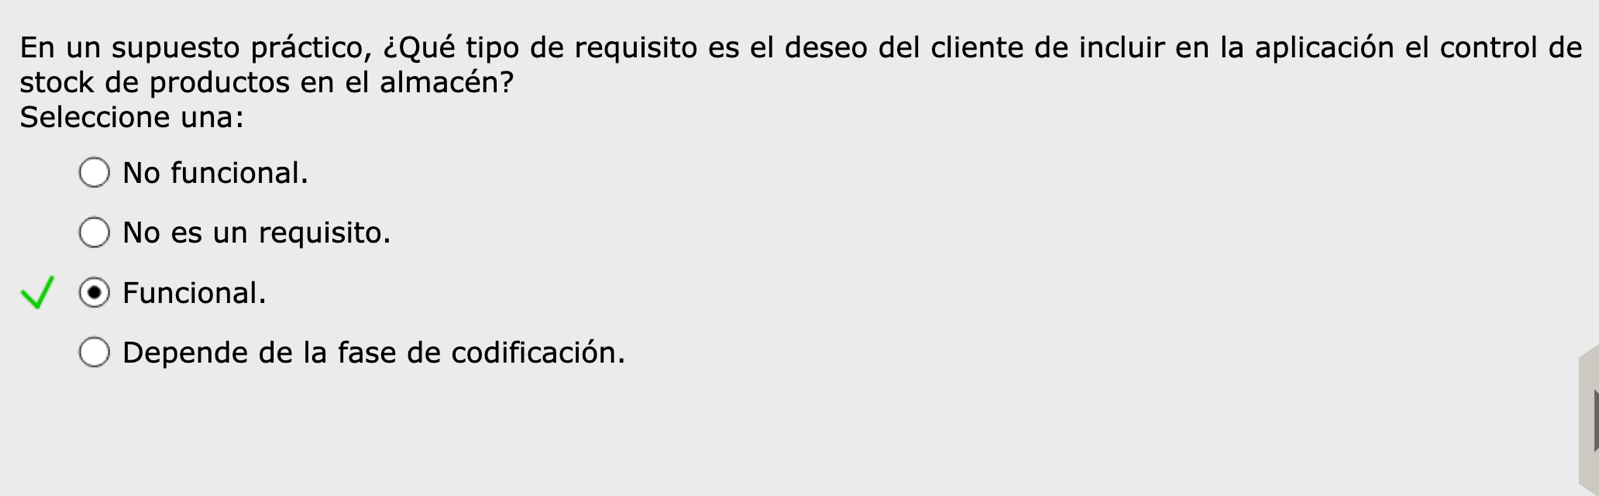 En un supuesto práctico, ¿Qué tipo de requisito es el deseo del cliente de incluir en la aplicación el control de
stock de productos en el almacén?
Seleccione una:
No funcional.
No es un requisito.
Funcional.
Depende de la fase de codificación.